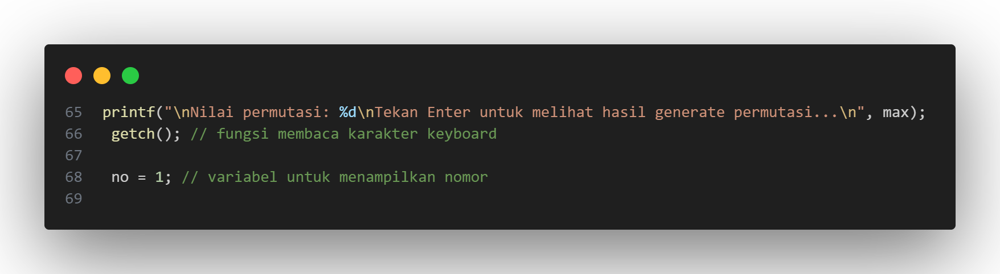 65 printf("\nNilai permutasi: %d\nTekan Enter untuk melihat hasil generate permutasi...\n", max);
66 getch(); // fungsi membaca karakter keyboard
67
68 no = 1; // variabel untuk menampilkan nomor
69